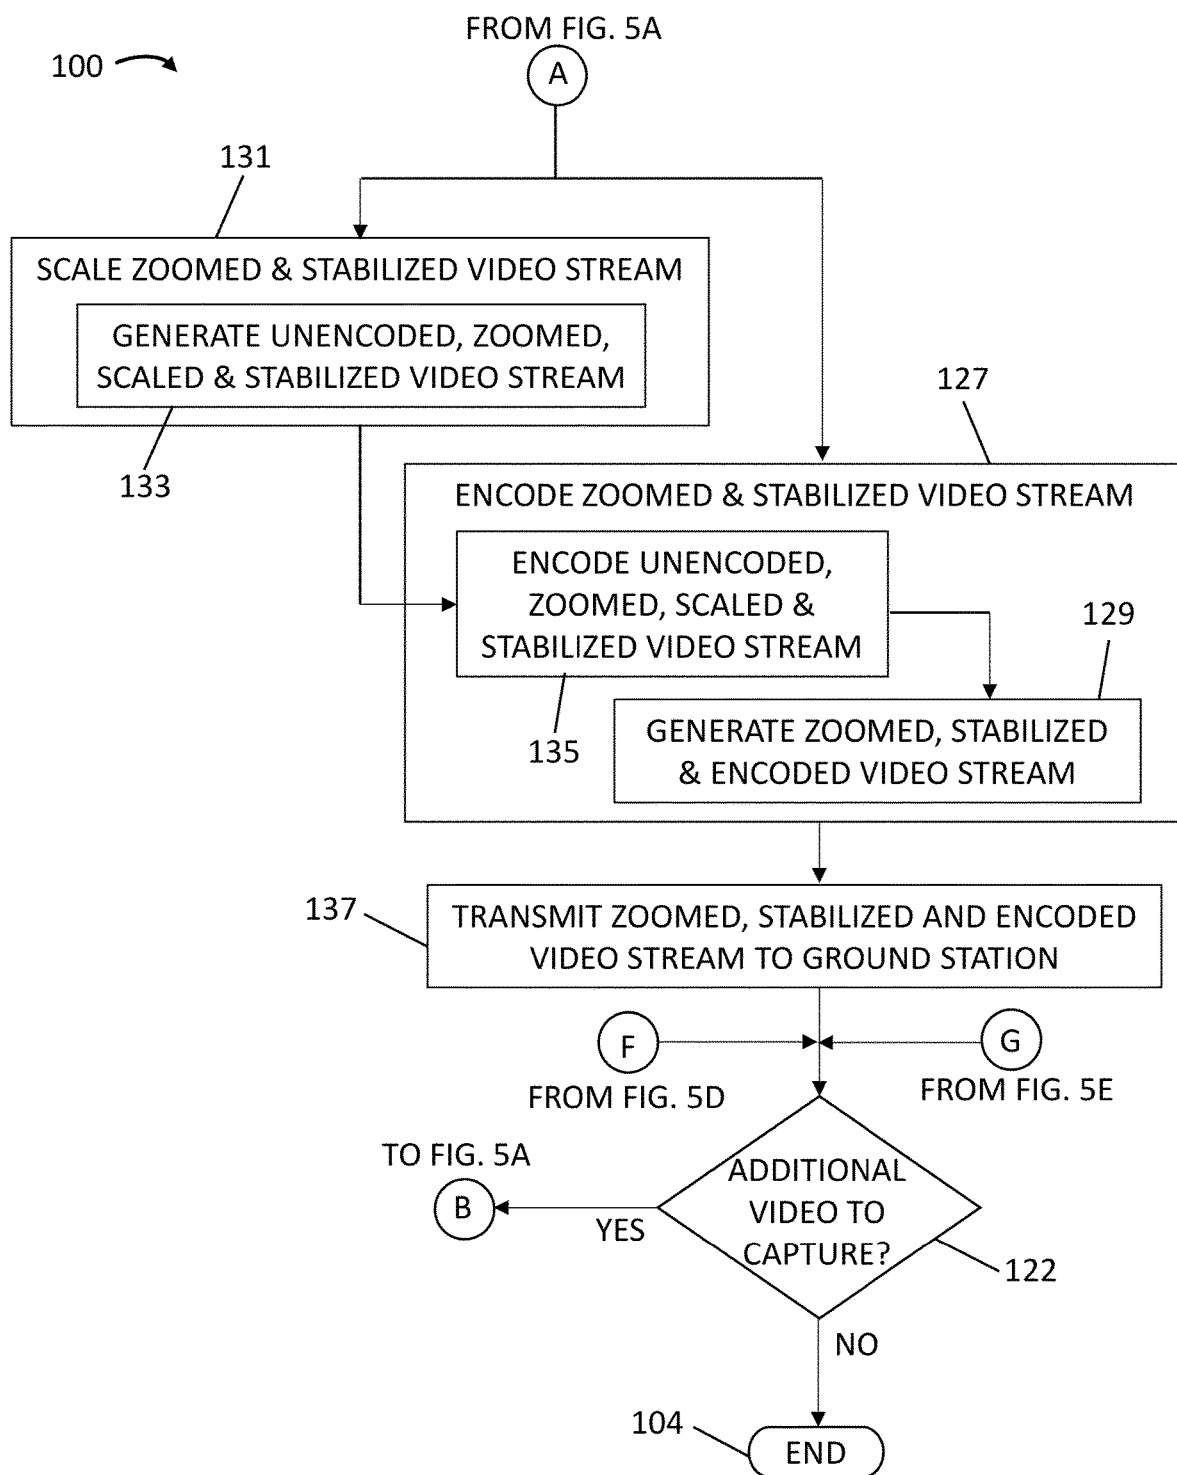 FROM FIG. 5A
100
A
131
SCALE ZOOMED & STABILIZED VIDEO STREAM
GENERATE UNENCODED, ZOOMED,
SCALED & STABILIZED VIDEO STREAM
133
127
ENCODE ZOOMED & STABILIZED VIDEO STREAM
ENCODE UNENCODED,
ZOOMED, SCALED &
STABILIZED VIDEO STREAM
135
129
GENERATE ZOOMED, STABILIZED
& ENCODED VIDEO STREAM
137
TRANSMIT ZOOMED, STABILIZED AND ENCODED
VIDEO STREAM TO GROUND STATION
F
FROM FIG. 5D
G
FROM FIG. 5E
TO FIG. 5A
B
YES
ADDITIONAL
VIDEO TO
CAPTURE?
122
NO
104
END